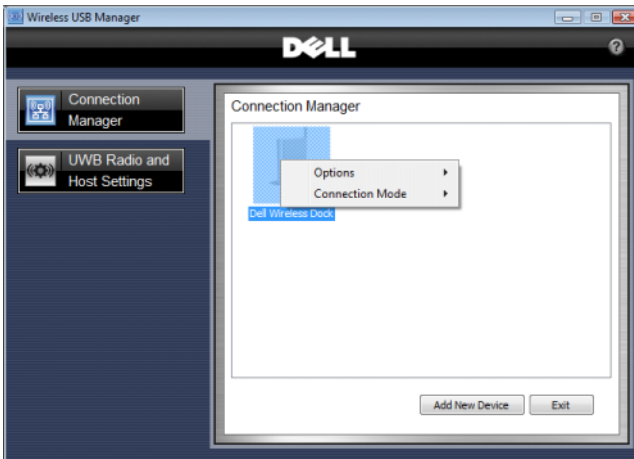 Wireless USB Manager
DELL
?
Connection
Manager
UWB Radio and
Host Settings
Connection Manager
Options
Connection Mode
Dell Wireless Dock
Add New Device
Exit